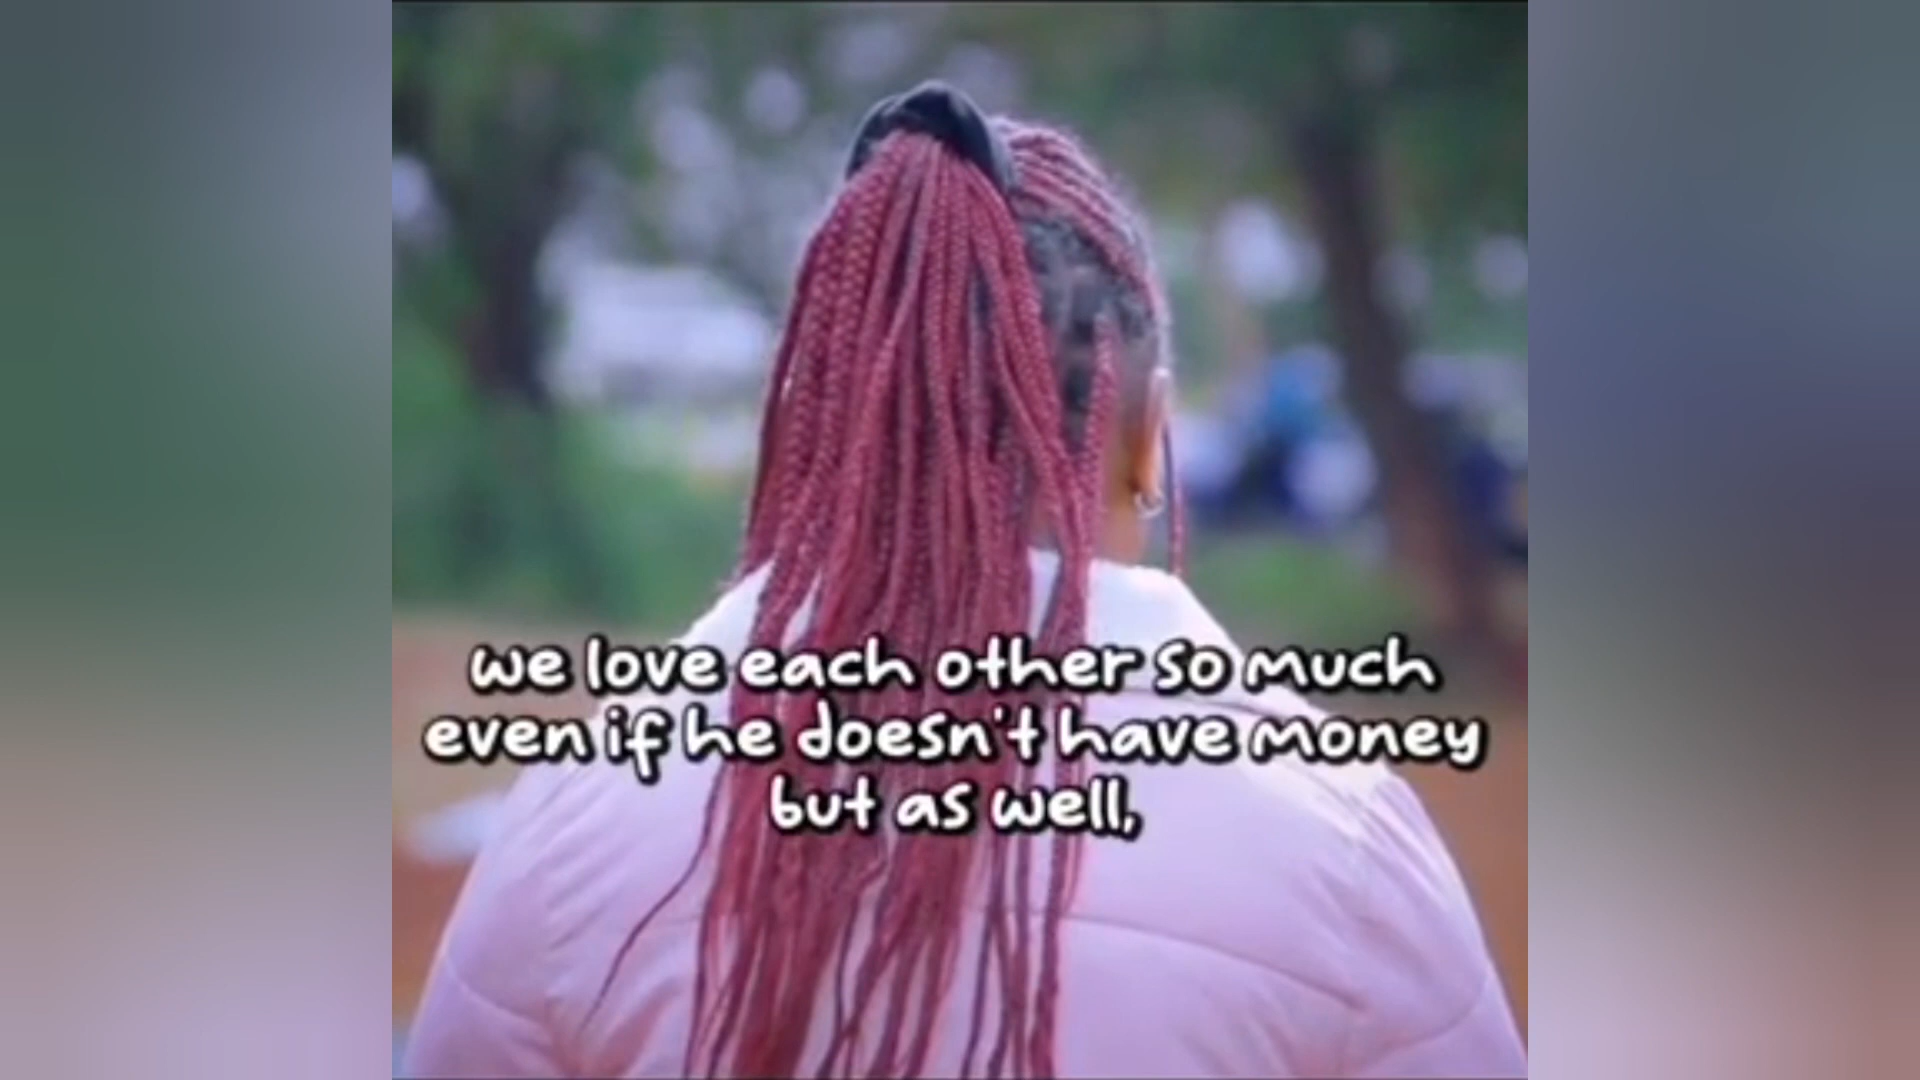 we love each other so much
even if he doesn't have money
but as well,